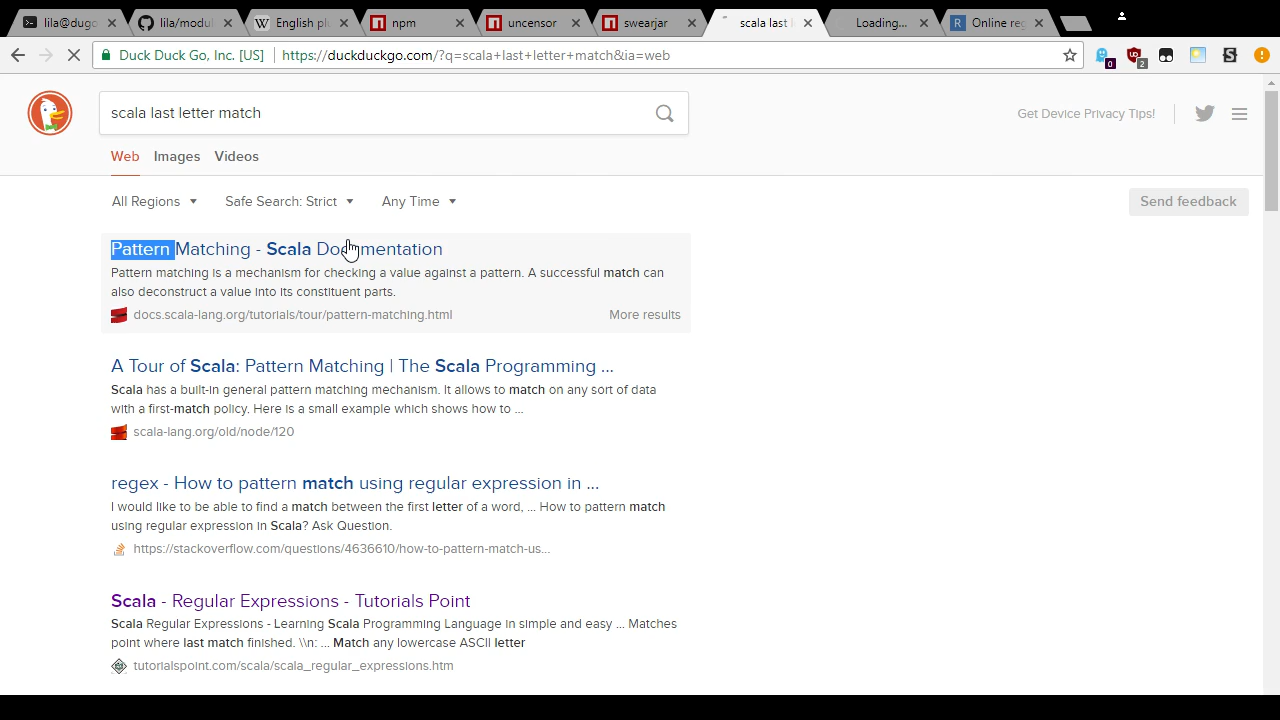 lila@dugo
lila/modul
English plu
npm
uncensor
swearjar
scala last l
Loading...
Online reg
Duck Duck Go, Inc. [US]
https://duckduckgo.com/?q=scala+last+letter+match&ia=web
0
2
scala last letter match
Get Device Privacy Tips!
Web Images Videos
All Regions Safe Search: Strict Any Time
Send feedback
Pattern Matching - Scala Documentation
Pattern matching is a mechanism for checking a value against a pattern. A successful match can
also deconstruct a value into its constituent parts.
docs.scala-lang.org/tutorials/tour/pattern-matching.html More results
A Tour of Scala: Pattern Matching | The Scala Programming ...
Scala has a built-in general pattern matching mechanism. It allows to match on any sort of data
with a first-match policy. Here is a small example which shows how to ...
scala-lang.org/old/node/120
regex - How to pattern match using regular expression in ...
I would like to be able to find a match between the first letter of a word, ... How to pattern match
using regular expression in Scala? Ask Question.
https://stackoverflow.com/questions/4636610/how-to-pattern-match-us...
Scala - Regular Expressions - Tutorials Point
Scala Regular Expressions - Learning Scala Programming Language in simple and easy ... Matches
point where last match finished. \\n: ... Match any lowercase ASCII letter
tutorialspoint.com/scala/scala_regular_expressions.htm